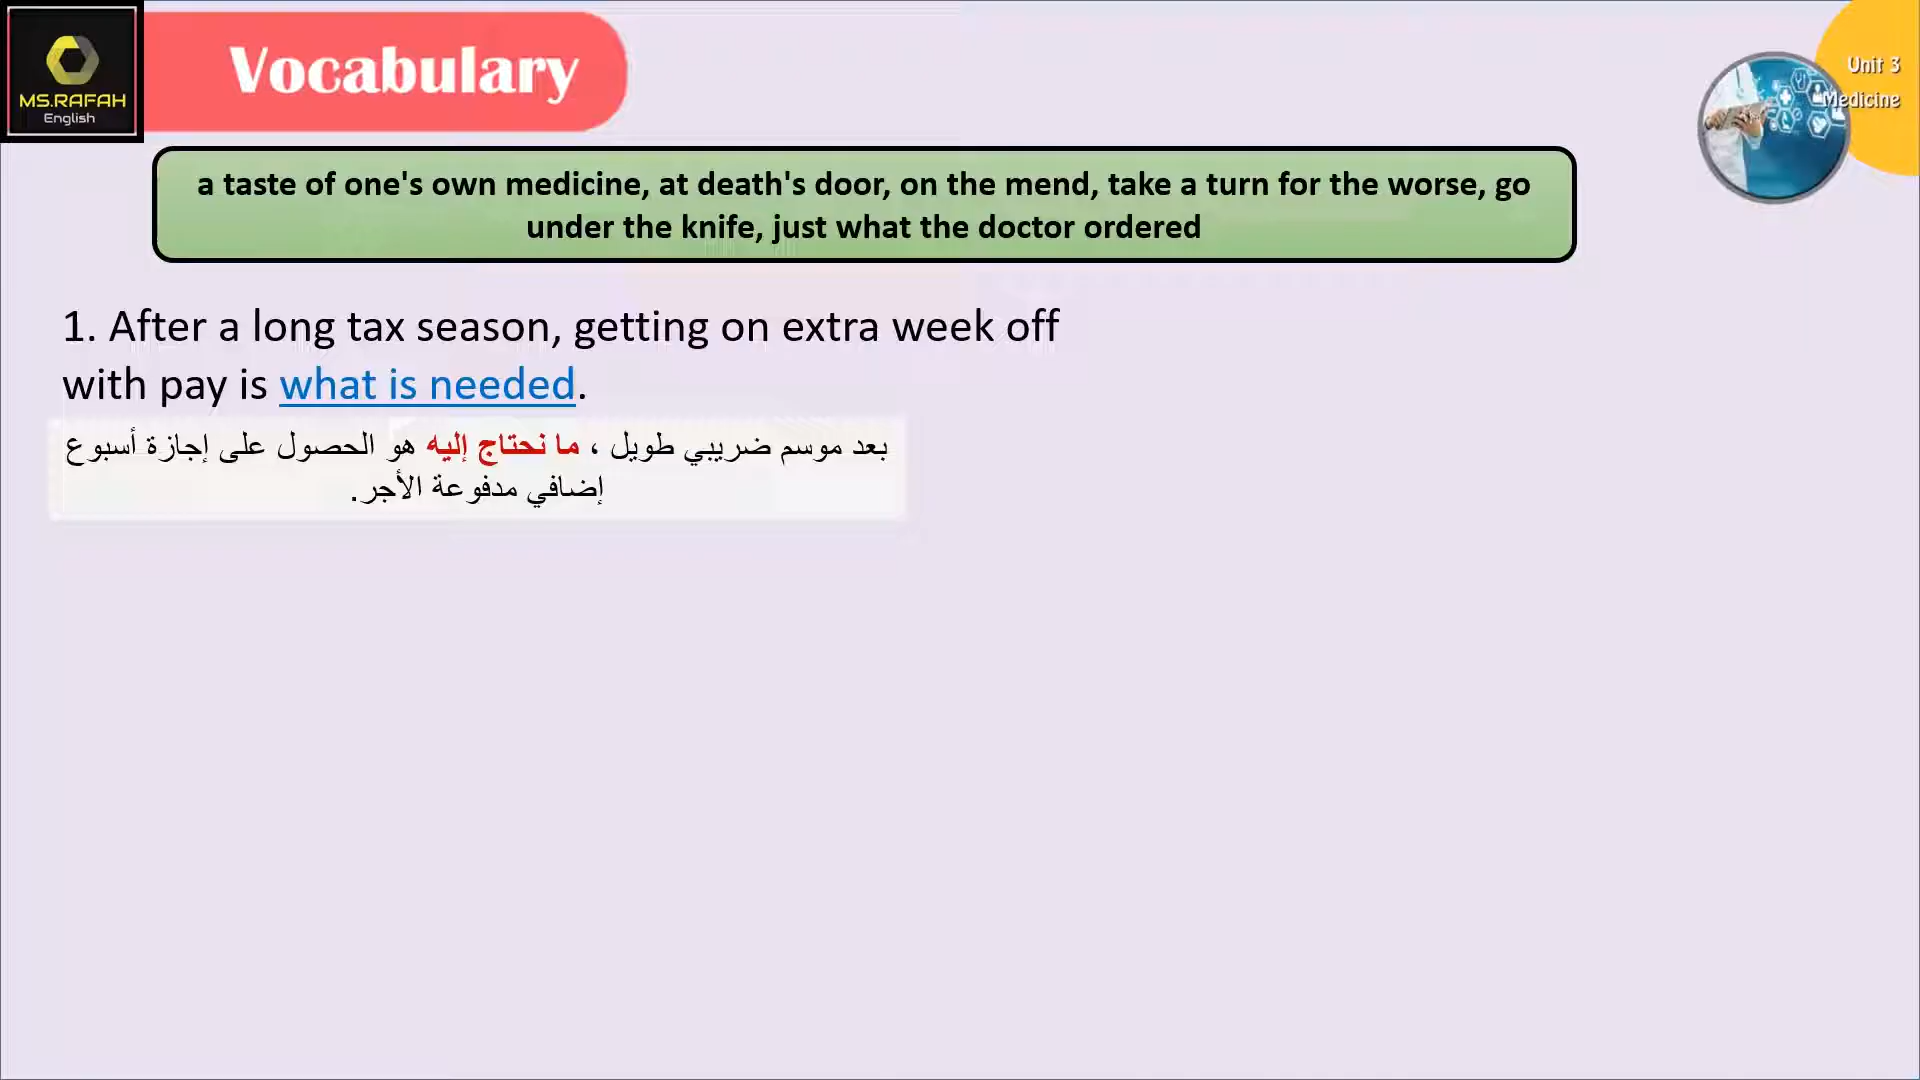 MS.RAFAH
English
Vocabulary
Unit 3
Medicine
a taste of one's own medicine, at death's door, on the mend, take a turn for the worse, go
under the knife, just what the doctor ordered
1. After a long tax season, getting on extra week off
with pay is what is needed.
بعد موسم ضريبي طويل ، ما نحتاج إليه هو الحصول على إجازة أسبوع
إضافي مدفوعة الأجر.